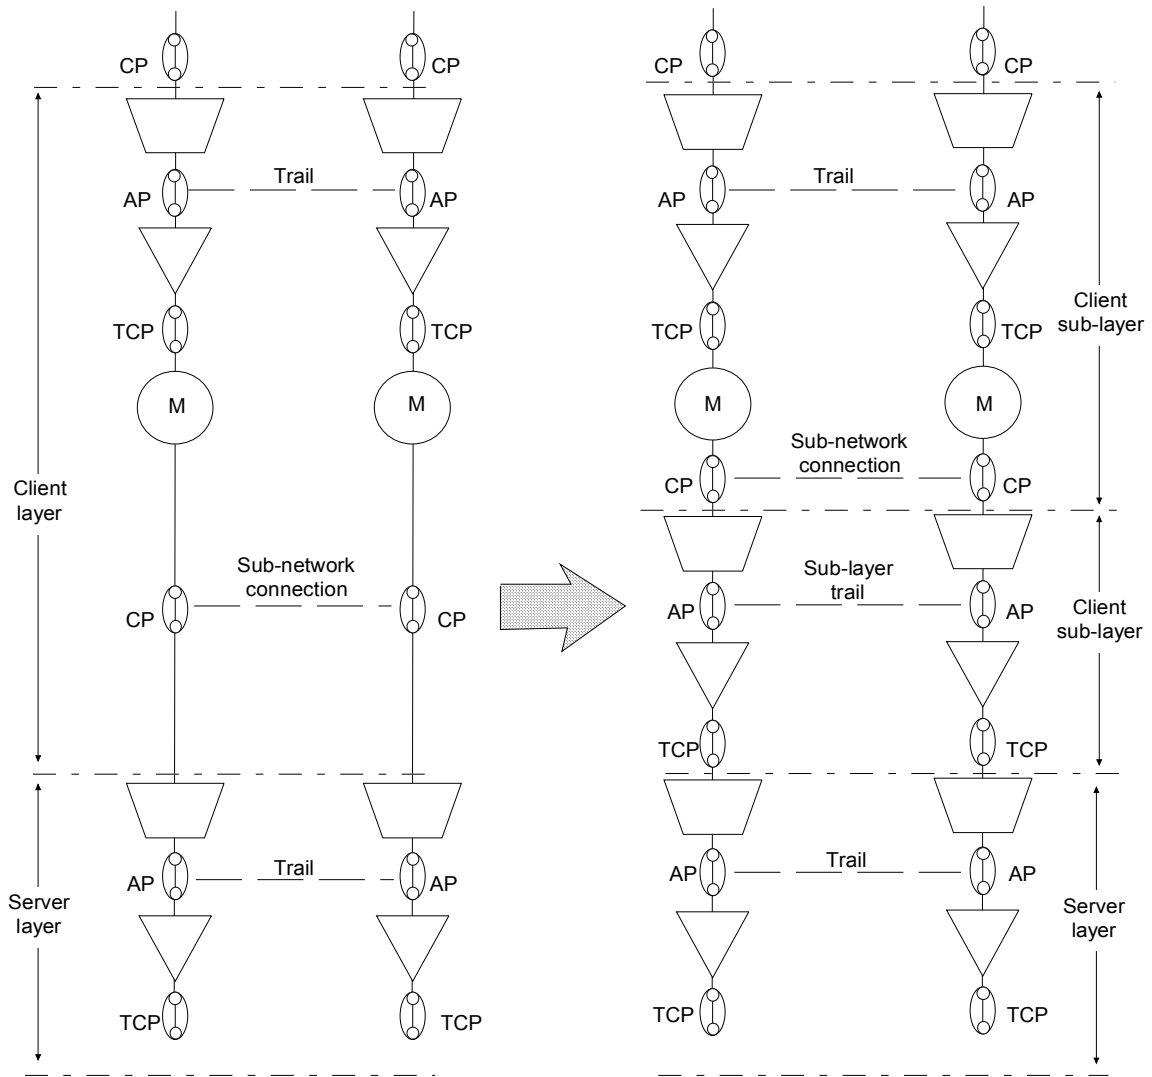 CP CP CP CP
Trail Trail
AP AP AP AP
TCP TCP TCP TCP
Client
sub-layer
M M M M
Sub-network
connection
CP CP
Client
layer
Sub-network
connection
CP CP
Sub-layer
trail
AP AP
Client
sub-layer
TCP TCP
Trail Trail
AP AP AP AP
Server
layer
Server
layer
TCP TCP TCP TCP